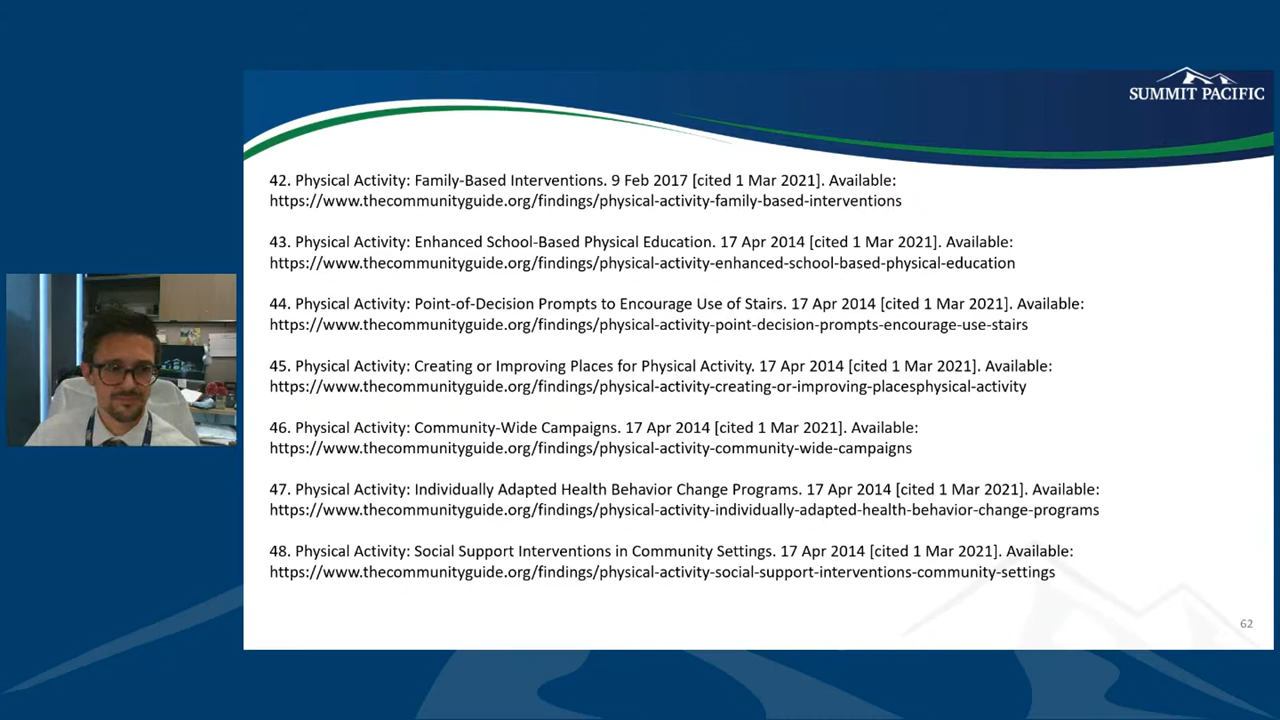 SUMMIT PACIFIC
42. Physical Activity: Family-Based Interventions. 9 Feb 2017 [cited 1 Mar 2021]. Available:
https://www.thecommunityguide.org/findings/physical-activity-family-based-interventions
43. Physical Activity: Enhanced School-Based Physical Education. 17 Apr 2014 [cited 1 Mar 2021]. Available:
https://www.thecommunityguide.org/findings/physical-activity-enhanced-school-based-physical-education
44. Physical Activity: Point-of-Decision Prompts to Encourage Use of Stairs. 17 Apr 2014 [cited 1 Mar 2021]. Available:
https://www.thecommunityguide.org/findings/physical-activity-point-decision-prompts-encourage-use-stairs
45. Physical Activity: Creating or Improving Places for Physical Activity. 17 Apr 2014 [cited 1 Mar 2021]. Available:
https://www.thecommunityguide.org/findings/physical-activity-creating-or-improving-placesphysical-activity
46. Physical Activity: Community-Wide Campaigns. 17 Apr 2014 [cited 1 Mar 2021]. Available:
https://www.thecommunityguide.org/findings/physical-activity-community-wide-campaigns
47. Physical Activity: Individually Adapted Health Behavior Change Programs. 17 Apr 2014 [cited 1 Mar 2021]. Available:
https://www.thecommunityguide.org/findings/physical-activity-individually-adapted-health-behavior-change-programs
48. Physical Activity: Social Support Interventions in Community Settings. 17 Apr 2014 [cited 1 Mar 2021]. Available:
https://www.thecommunityguide.org/findings/physical-activity-social-support-interventions-community-settings
62